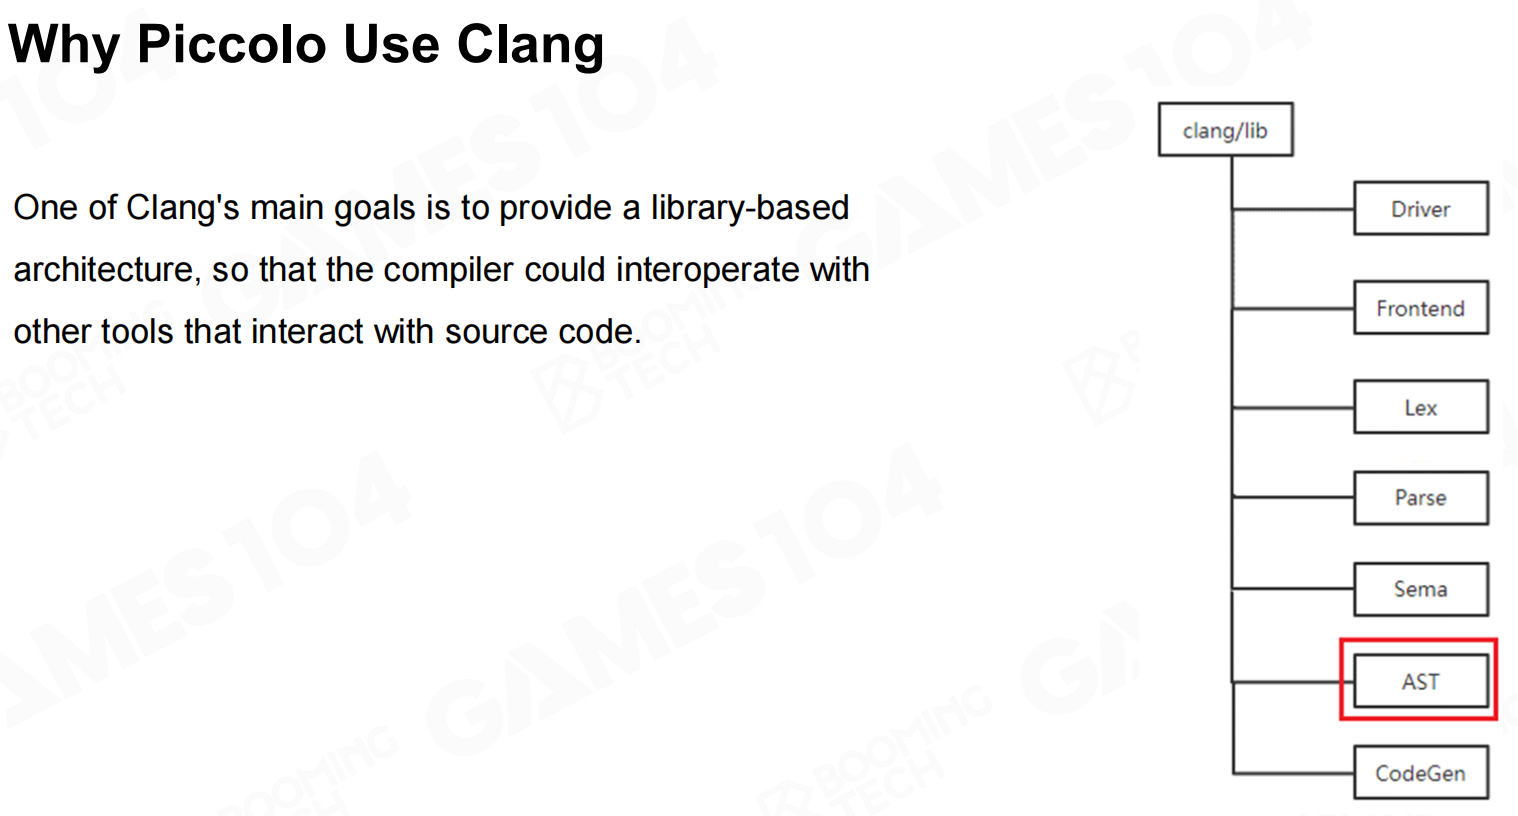 Why Piccolo Use Clang
One of Clang's main goals is to provide a library-based
architecture, so that the compiler could interoperate with
other tools that interact with source code.
clang/lib
Driver
Frontend
Lex
Parse
Sema
AST
CodeGen
GAMES104
BOOMING
TECH